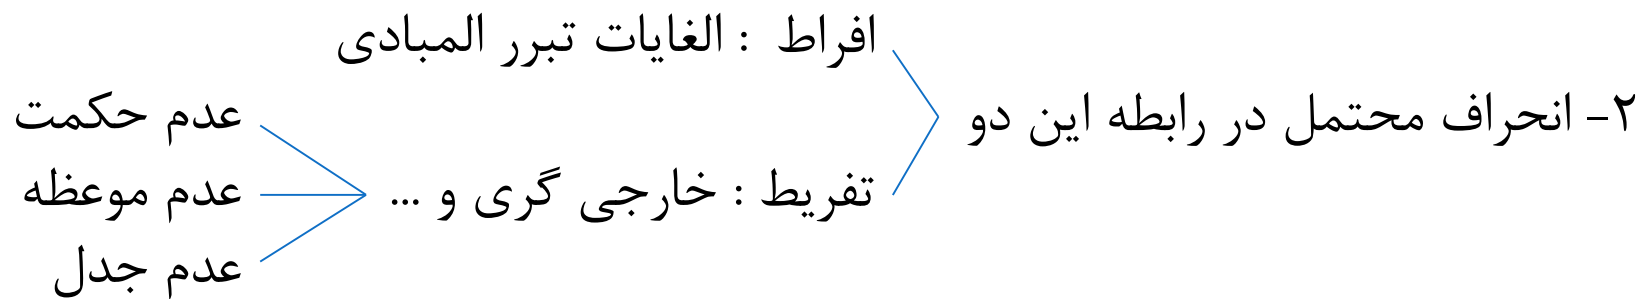 ۲- انحراف محتمل در رابطه این دو
افراط : الغایات تبرر المبادی
تفریط : خارجی گری و ...
عدم حکمت
عدم موعظه
عدم جدل